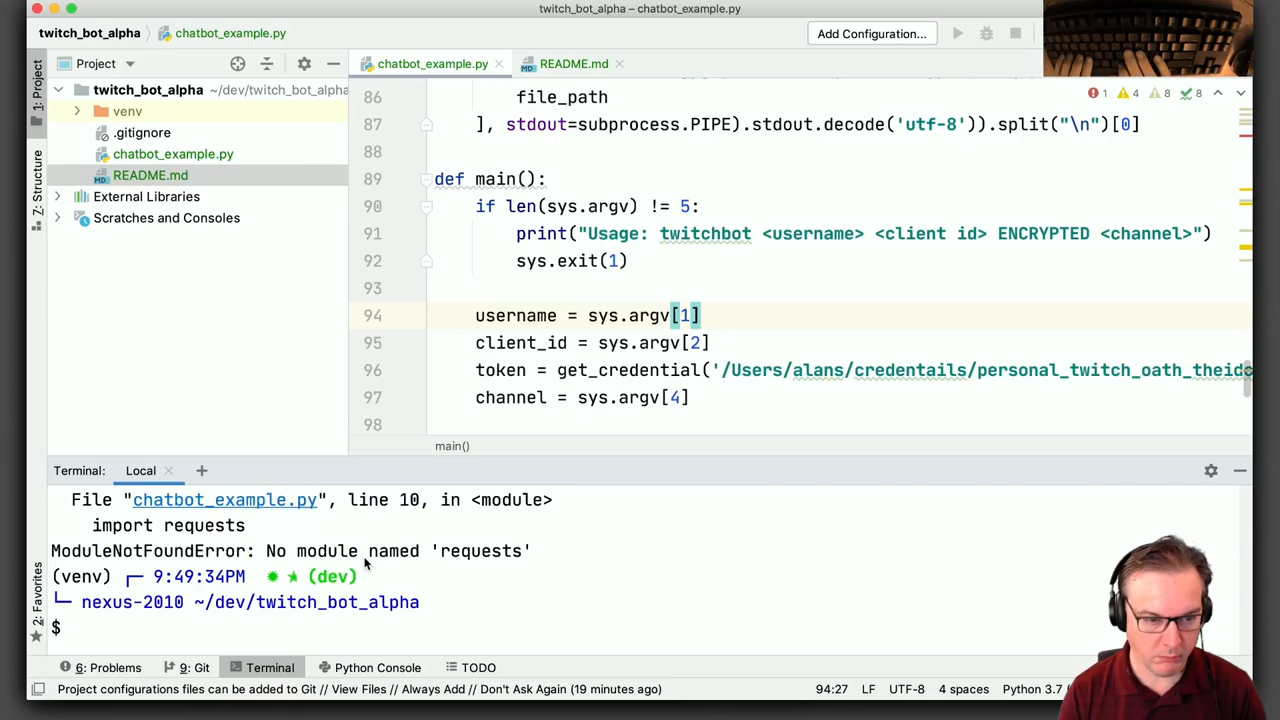 twitch_bot_alpha – chatbot_example.py
twitch_bot_alpha
chatbot_example.py
Add Configuration...
1: Project
Project
chatbot_example.py
README.md
twitch_bot_alpha ~/dev/twitch_bot_alpha
venv
.gitignore
chatbot_example.py
README.md
External Libraries
Scratches and Consoles
Z: Structure
2: Favorites
1 4 8 8
86 file_path
87 ], stdout=subprocess.PIPE).stdout.decode('utf-8')).split("\n")[0]
88
89 def main():
90 if len(sys.argv) != 5:
91 print("Usage: twitchbot <username> <client id> ENCRYPTED <channel>")
92 sys.exit(1)
93
94 username = sys.argv[1]
95 client_id = sys.argv[2]
96 token = get_credential('/Users/alans/credentails/personal_twitch_oath_theido
97 channel = sys.argv[4]
98
main()
Terminal: Local
File "chatbot_example.py", line 10, in <module>
import requests
ModuleNotFoundError: No module named 'requests'
(venv) 9:49:34PM (dev)
nexus-2010 ~/dev/twitch_bot_alpha
$
6: Problems 9: Git Terminal Python Console TODO
Project configurations files can be added to Git // View Files // Always Add // Don't Ask Again (19 minutes ago) 94:27 LF UTF-8 4 spaces Python 3.7